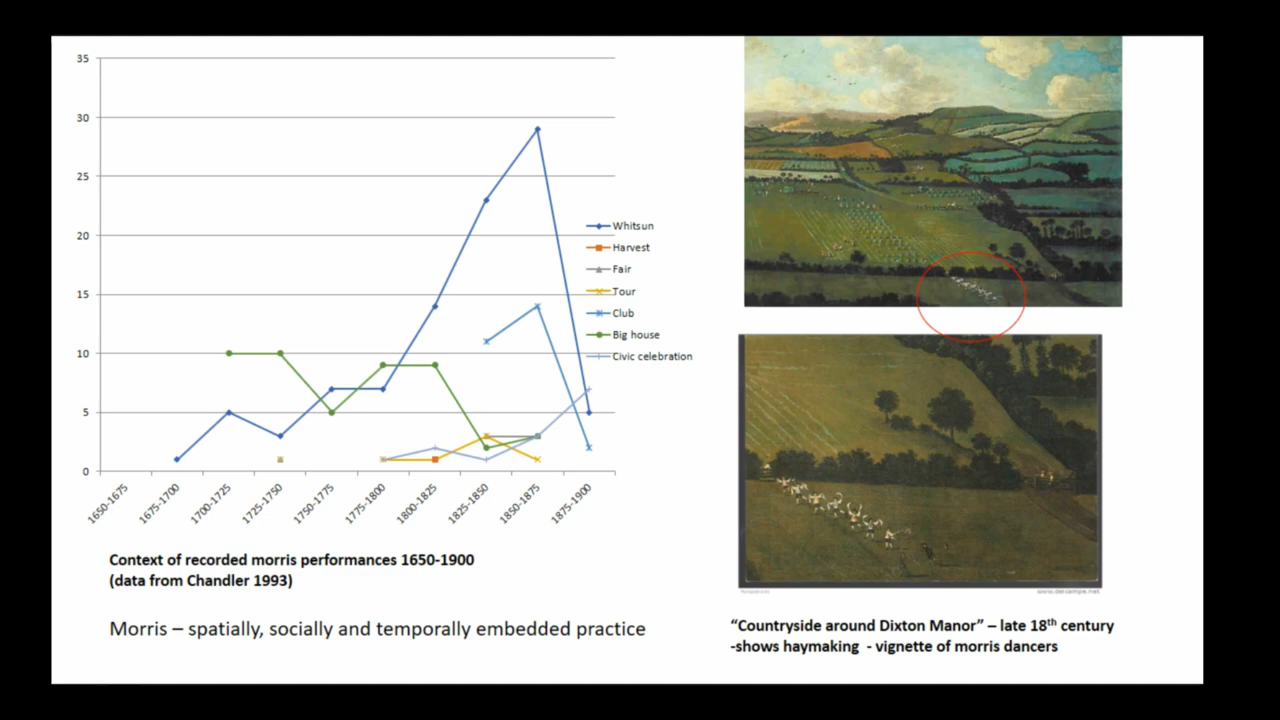 35
30
25
20
15
10
5
0
1650-1675
1675-1700
1700-1725
1725-1750
1750-1775
1775-1800
1800-1825
1825-1850
1850-1875
1875-1900
Whitsun
Harvest
Fair
Tour
Club
Big house
Civic celebration
Context of recorded morris performances 1650-1900
(data from Chandler 1993)
Morris – spatially, socially and temporally embedded practice
“Countryside around Dixton Manor” – late 18th century
-shows haymaking - vignette of morris dancers